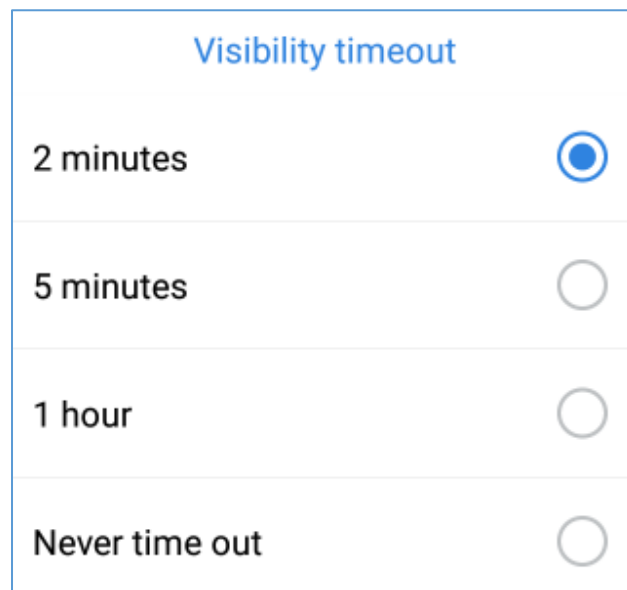 Visibility timeout
2 minutes
5 minutes
1 hour
Never time out